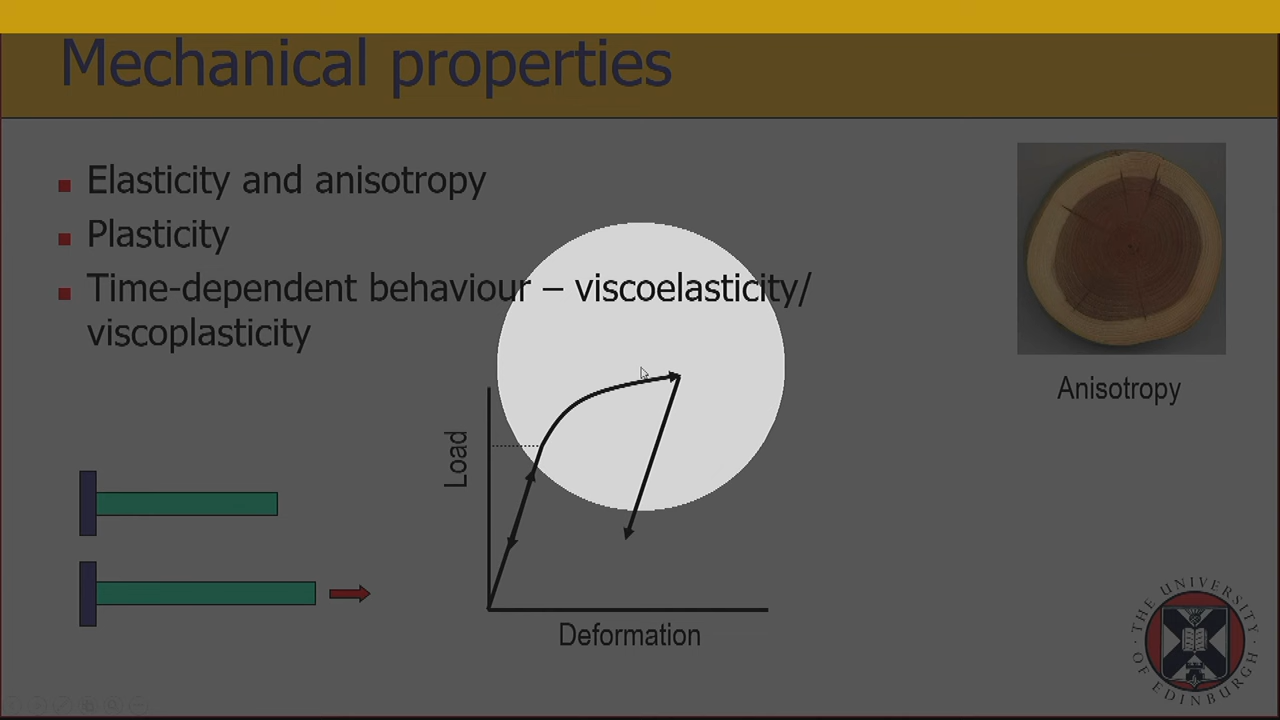 Mechanical properties
Elasticity and anisotropy
Plasticity
Time-dependent behaviour – viscoelasticity/
viscoplasticity
Anisotropy
Load
Deformation
THE UNIVERSITY
OF EDINBURGH